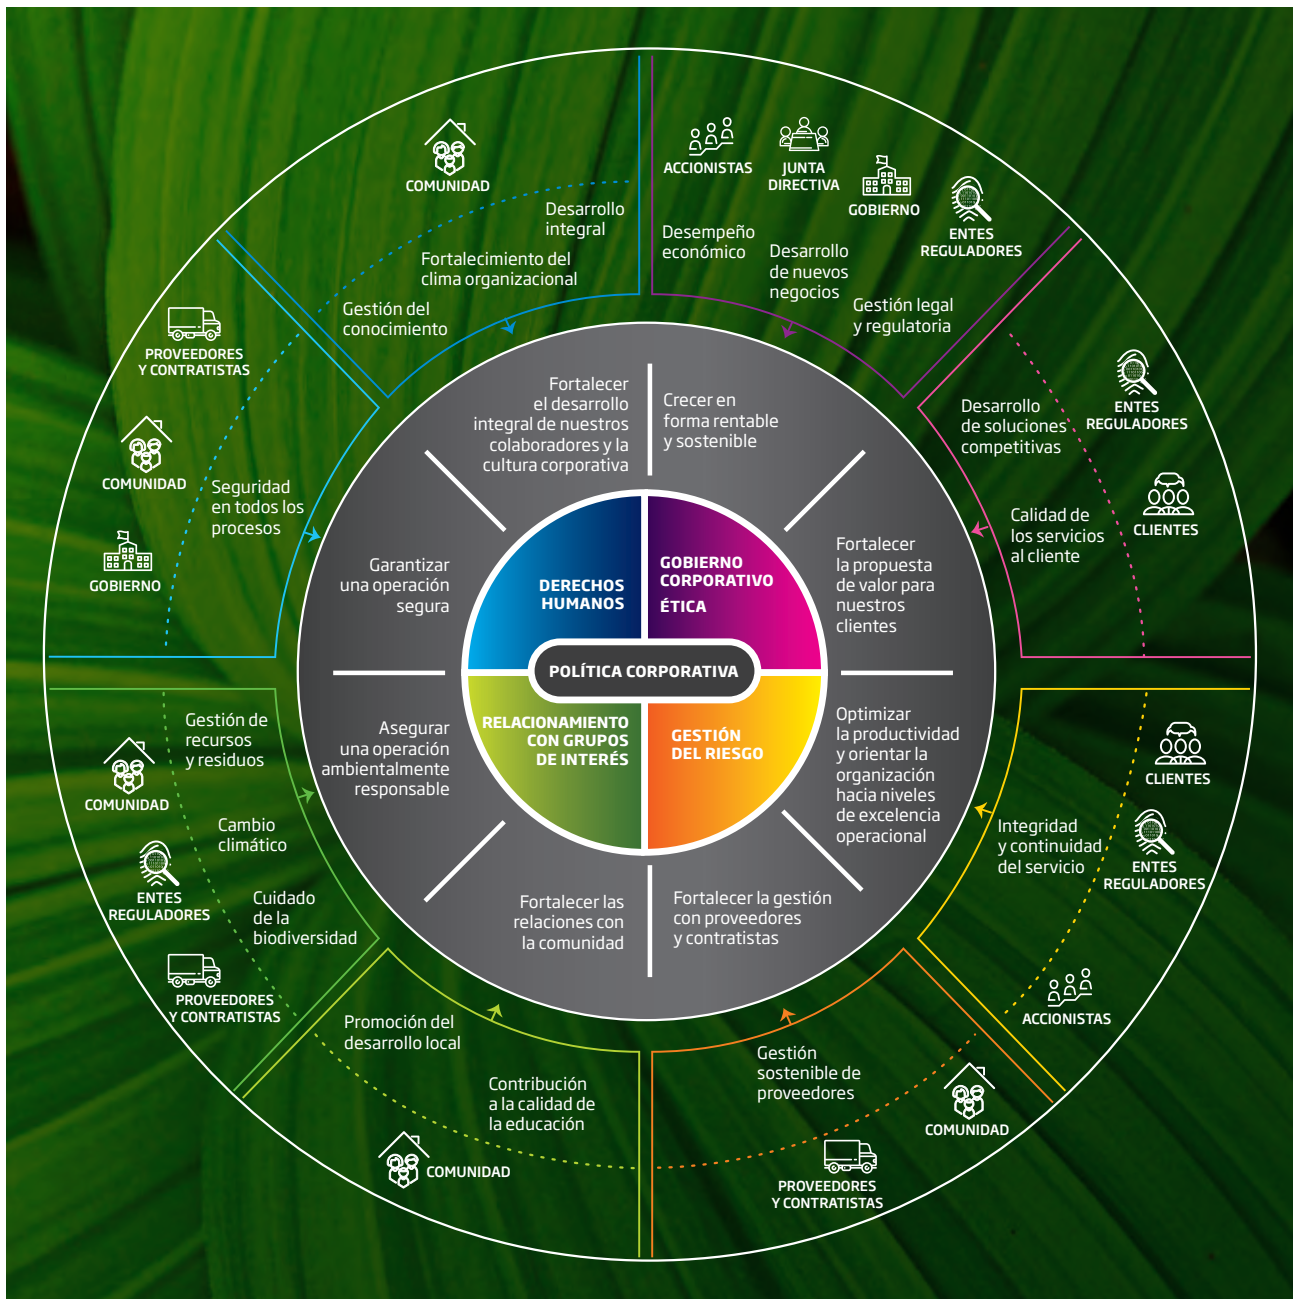 COMUNIDAD
Desarrollo
integral
Fortalecimiento del
clima organizacional
Gestión del
conocimiento
ACCIONISTAS
JUNTA
DIRECTIVA
GOBIERNO
ENTES
REGULADORES
Desempeño
económico
Desarrollo
de nuevos
negocios
Gestión legal
y regulatoria
ENTES
REGULADORES
CLIENTES
Desarrollo
de soluciones
competitivas
Calidad de
los servicios
al cliente
CLIENTES
ENTES
REGULADORES
ACCIONISTAS
Integridad
y continuidad
del servicio
Gestión
sostenible de
proveedores
COMUNIDAD
PROVEEDORES
Y CONTRATISTAS
Promoción del
desarrollo local
Contribución
a la calidad de
la educación
COMUNIDAD
Gestión de
recursos
y residuos
Cambio
climático
Cuidado
de la
biodiversidad
COMUNIDAD
ENTES
REGULADORES
PROVEEDORES
Y CONTRATISTAS
PROVEEDORES
Y CONTRATISTAS
COMUNIDAD
GOBIERNO
Seguridad
en todos los
procesos
Fortalecer
el desarrollo
integral de nuestros
colaboradores y la
cultura corporativa
Crecer en
forma rentable
y sostenible
Fortalecer
la propuesta
de valor para
nuestros
clientes
Optimizar
la productividad
y orientar la
organización
hacia niveles
de excelencia
operacional
Fortalecer la gestión
con proveedores
y contratistas
Fortalecer las
relaciones con
la comunidad
Asegurar
una operación
ambientalmente
responsable
Garantizar
una operación
segura
DERECHOS
HUMANOS
GOBIERNO
CORPORATIVO
ÉTICA
POLÍTICA CORPORATIVA
RELACIONAMIENTO
CON GRUPOS
DE INTERÉS
GESTIÓN
DEL RIESGO